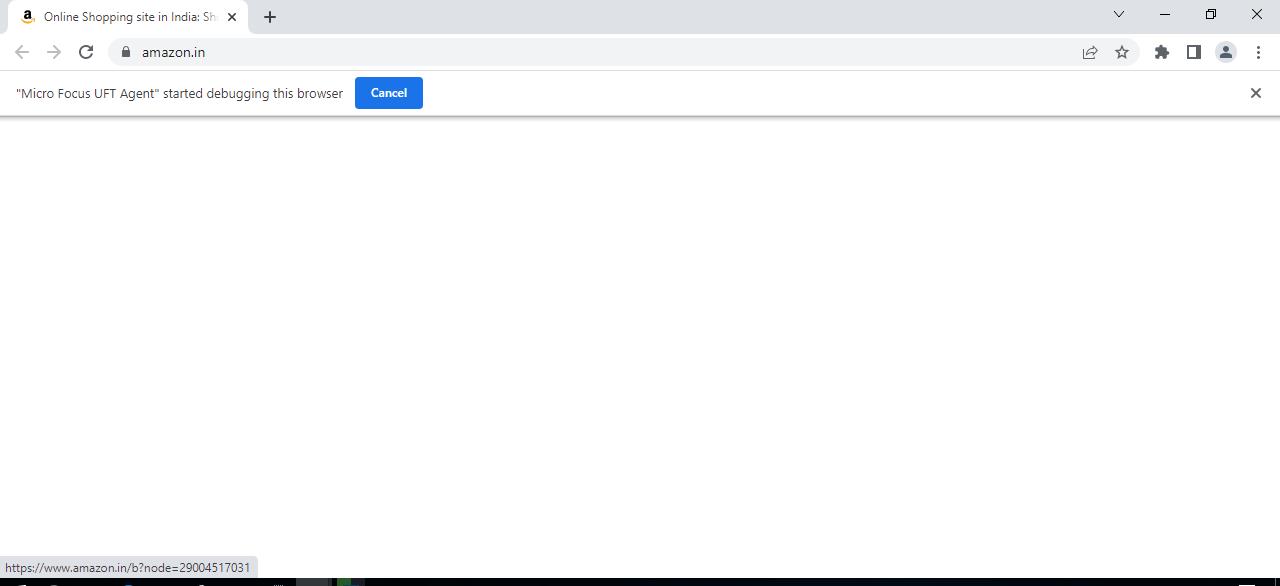 Online Shopping site in India: Sh
amazon.in
"Micro Focus UFT Agent" started debugging this browser
Cancel
https://www.amazon.in/b?node=29004517031